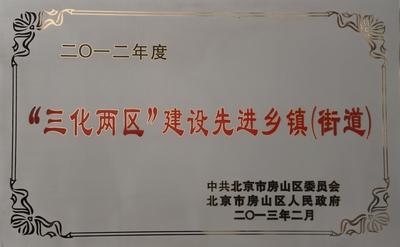 二〇一二年度
“三化两区”建设先进乡镇(街道)
中共北京市房山区委员会
北京市房山区人民政府
二〇一三年二月